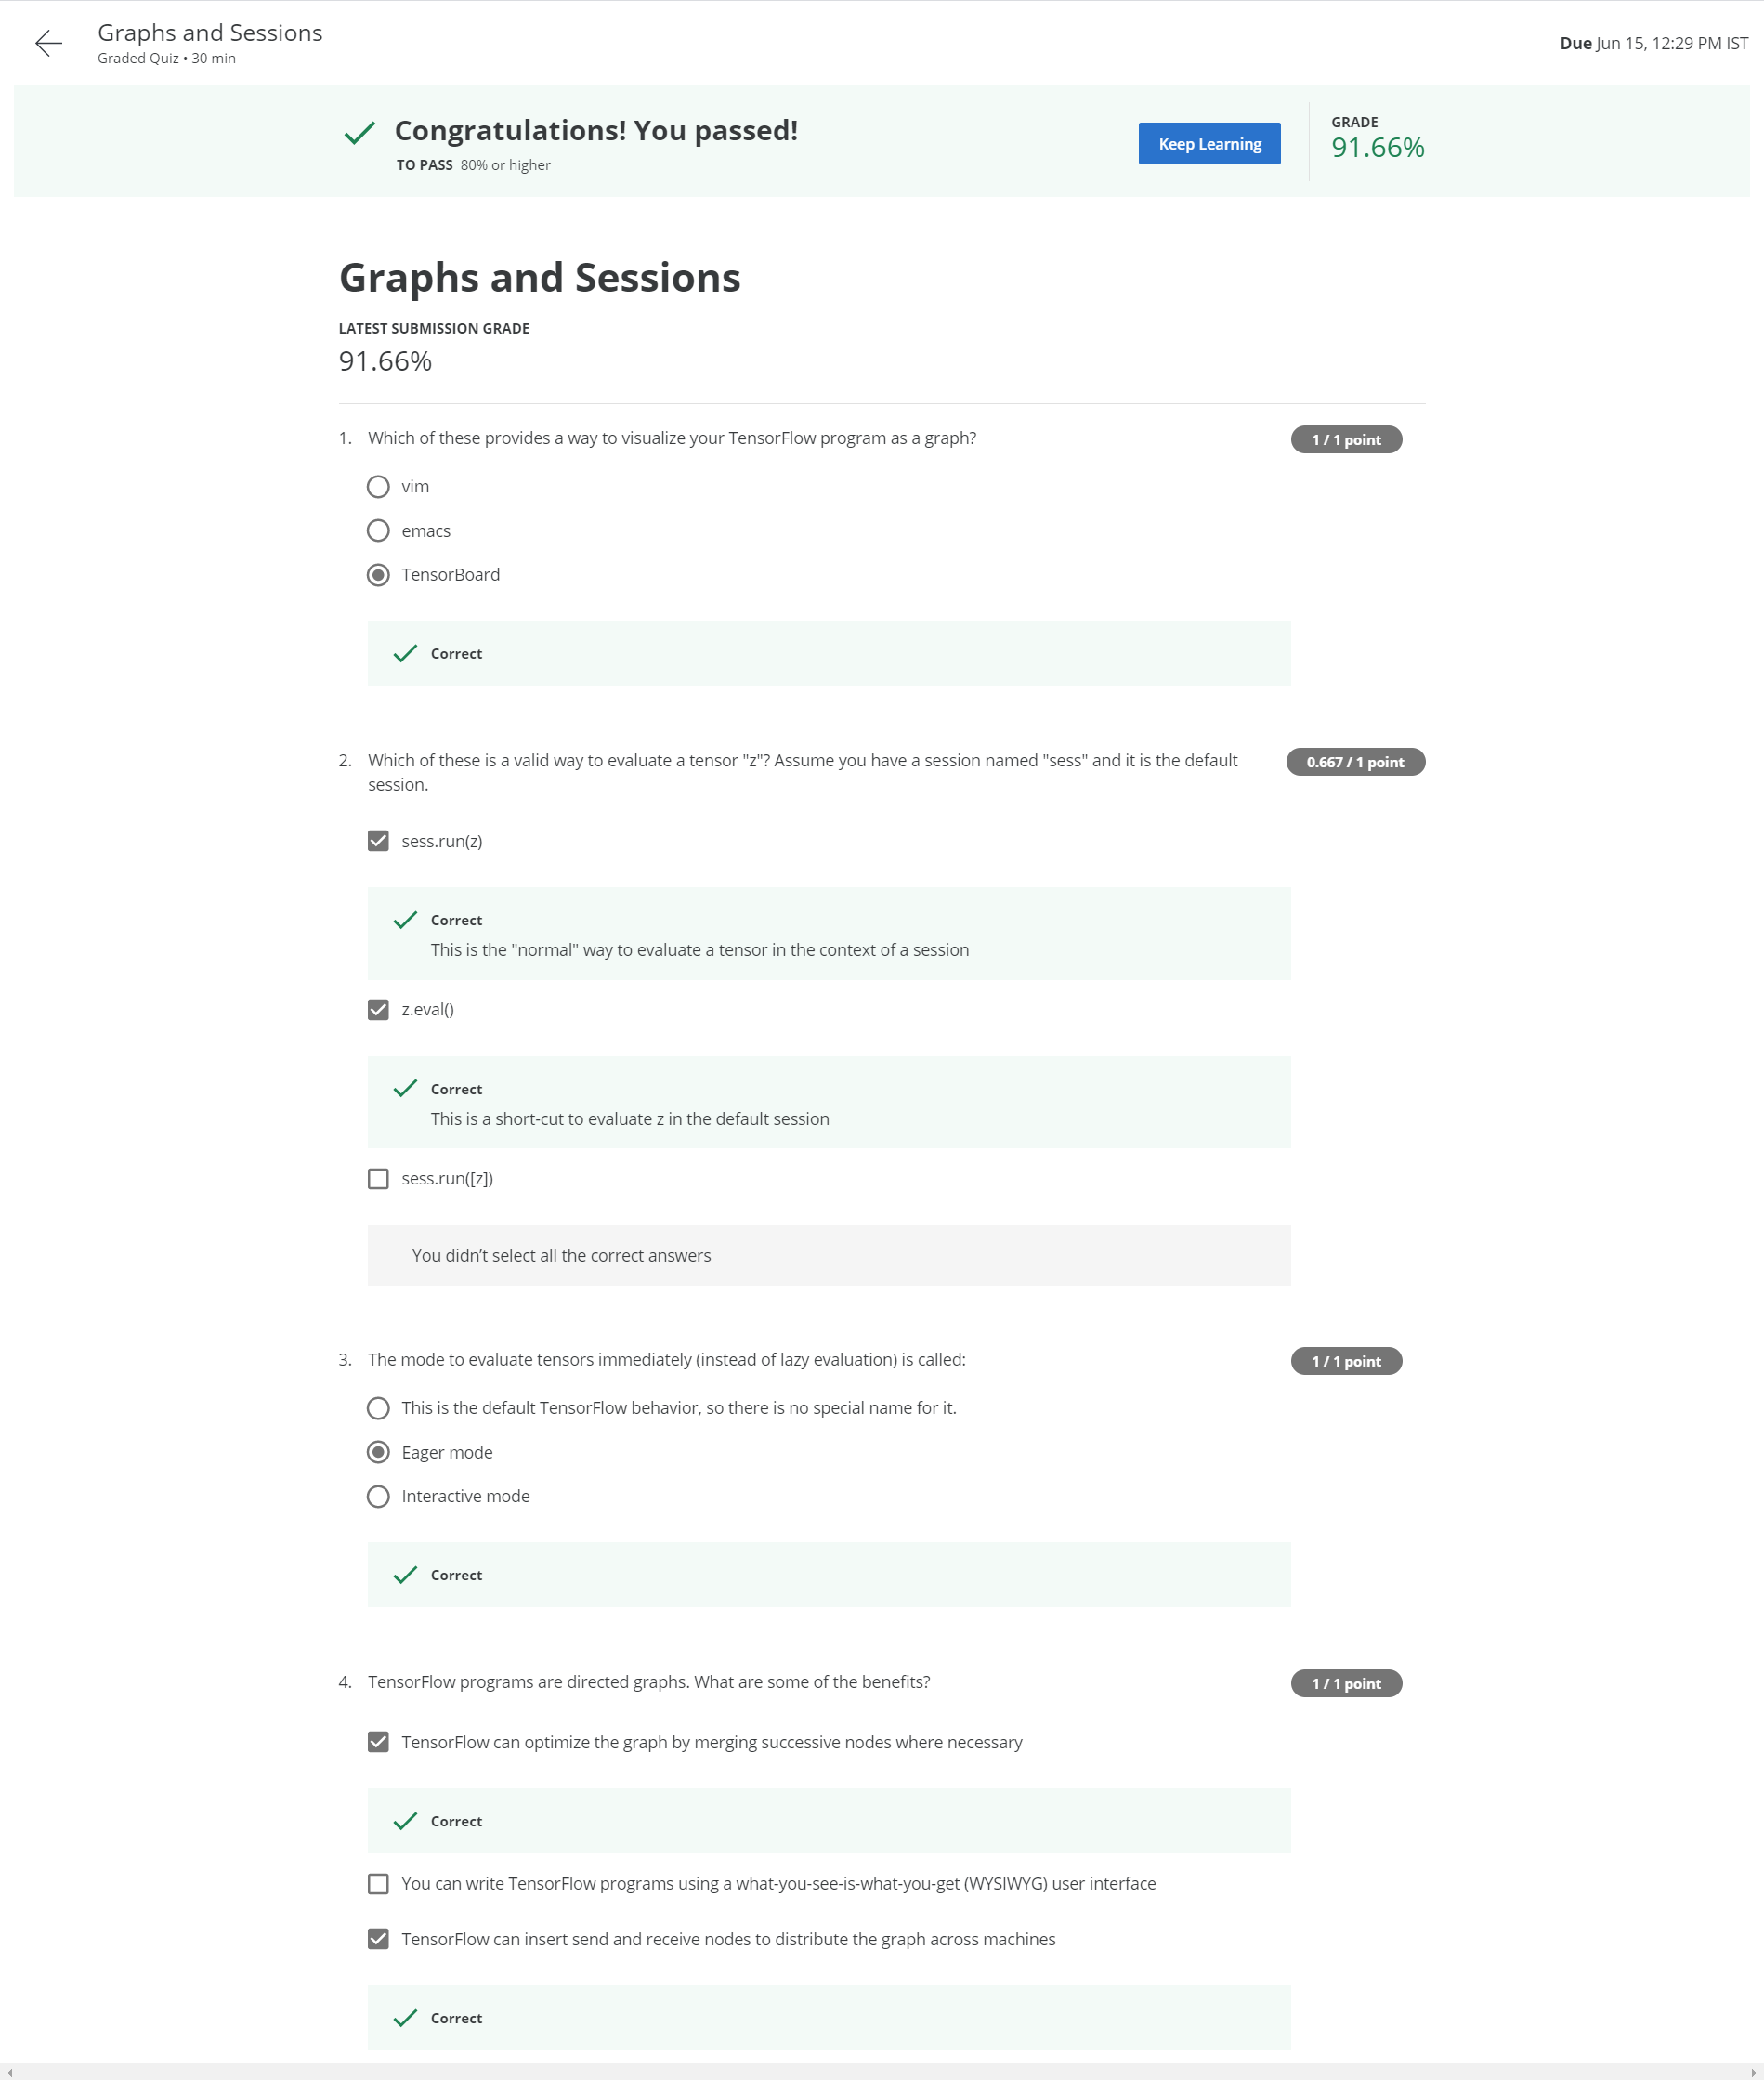 Graphs and Sessions
Graded Quiz • 30 min
Due Jun 15, 12:29 PM IST
Congratulations! You passed!
TO PASS 80% or higher
Keep Learning
GRADE
91.66%
Graphs and Sessions
LATEST SUBMISSION GRADE
91.66%
1. Which of these provides a way to visualize your TensorFlow program as a graph?
1 / 1 point
vim
emacs
TensorBoard
Correct
2. Which of these is a valid way to evaluate a tensor "z"? Assume you have a session named "sess" and it is the default
session.
0.667 / 1 point
sess.run(z)
Correct
This is the "normal" way to evaluate a tensor in the context of a session
z.eval()
Correct
This is a short-cut to evaluate z in the default session
sess.run([z])
You didn’t select all the correct answers
3. The mode to evaluate tensors immediately (instead of lazy evaluation) is called:
1 / 1 point
This is the default TensorFlow behavior, so there is no special name for it.
Eager mode
Interactive mode
Correct
4. TensorFlow programs are directed graphs. What are some of the benefits?
1 / 1 point
TensorFlow can optimize the graph by merging successive nodes where necessary
Correct
You can write TensorFlow programs using a what-you-see-is-what-you-get (WYSIWYG) user interface
TensorFlow can insert send and receive nodes to distribute the graph across machines
Correct